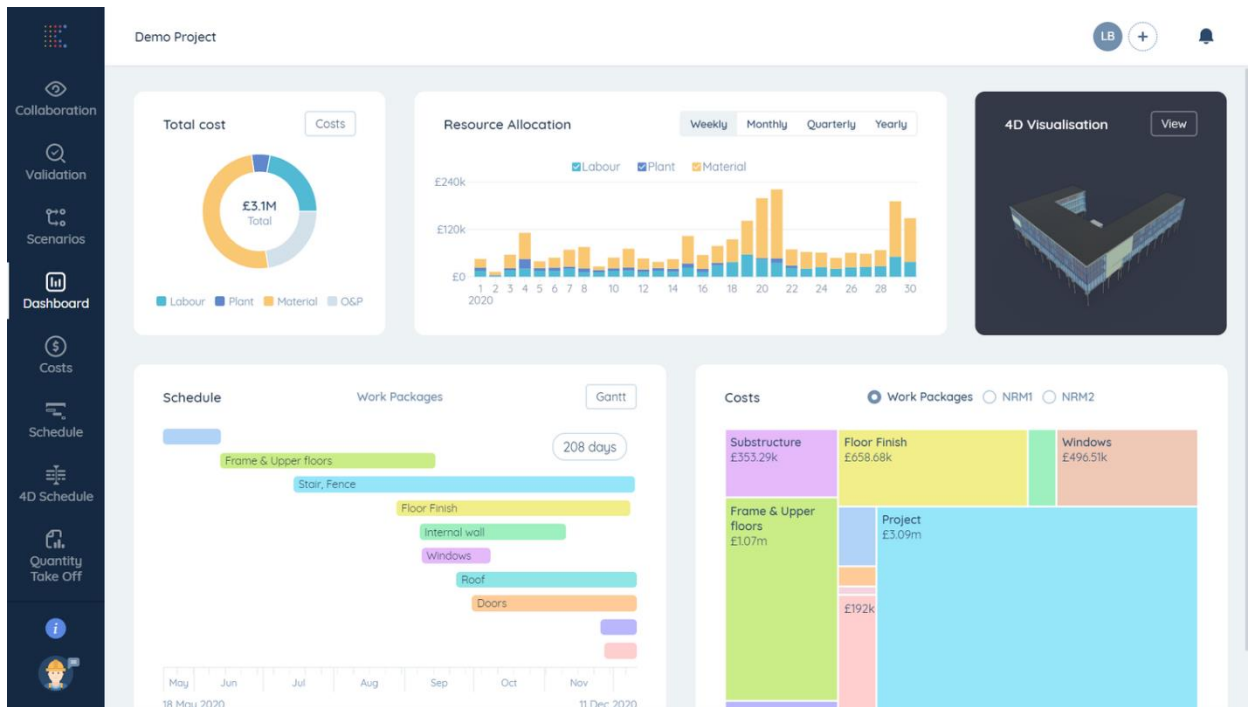 Demo Project
LB
+
Collaboration
Validation
Scenarios
Dashboard
Costs
Schedule
4D Schedule
Quantity
Take Off
i
Total cost
Costs
£3.1M
Total
Labour Plant Material O&P
Resource Allocation
Weekly Monthly Quarterly Yearly
Labour Plant Material
£240k
£120k
£0
1 2 3 4 5 6 7 8 10 12 14 16 18 20 22 24 26 28 30
2020
4D Visualisation
View
Schedule
Work Packages
Gantt
208 days
Frame & Upper floors
Stair, Fence
Floor Finish
Internal wall
Windows
Roof
Doors
May Jun Jul Aug Sep Oct Nov
18 May 2020 11 Dec 2020
Costs
Work Packages NRM1 NRM2
Substructure
£353.29k
Floor Finish
£658.68k
Windows
£496.51k
Frame & Upper
floors
£1.07m
Project
£3.09m
£192k